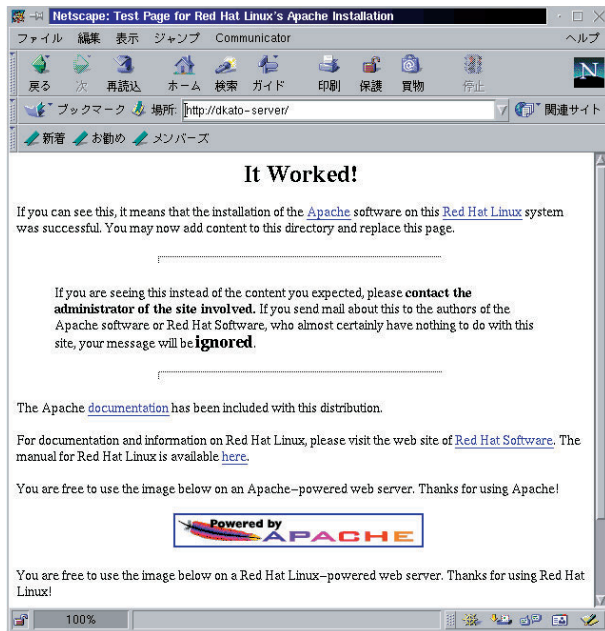 Netscape: Test Page for Red Hat Linux's Apache Installation
ファイル 編集 表示 ジャンプ Communicator ヘルプ
戻る 次 再読込 ホーム 検索 ガイド 印刷 保護 買物 停止
ブックマーク 場所: http://dkato-server/ 関連サイト
新着 お勧め メンバーズ
It Worked!
If you can see this, it means that the installation of the Apache software on this Red Hat Linux system
was successful. You may now add content to this directory and replace this page.
If you are seeing this instead of the content you expected, please contact the
administrator of the site involved. If you send mail about this to the authors of the
Apache software or Red Hat Software, who almost certainly have nothing to do with this
site, your message will be ignored.
The Apache documentation has been included with this distribution.
For documentation and information on Red Hat Linux, please visit the web site of Red Hat Software. The
manual for Red Hat Linux is available here.
You are free to use the image below on an Apache-powered web server. Thanks for using Apache!
Powered by
APACHE
You are free to use the image below on a Red Hat Linux-powered web server. Thanks for using Red Hat
Linux!
100%